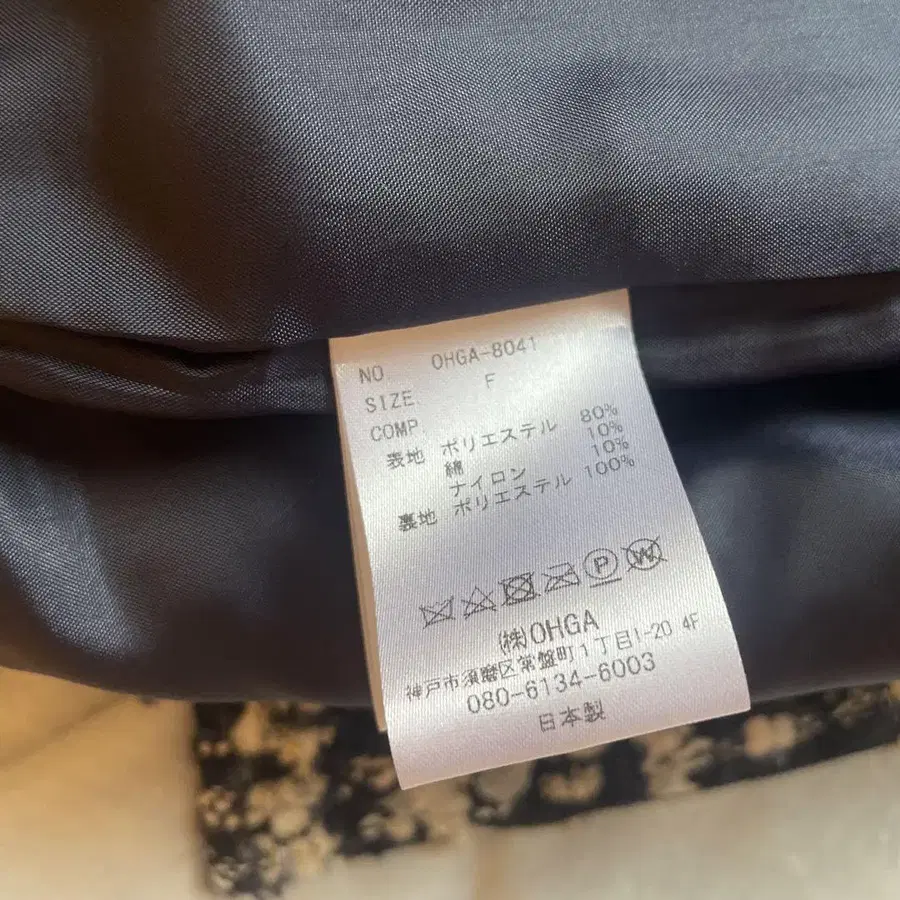 NO. OHGA-8041
SIZE. F
COMP.
表地 ポリエステル 80%
綿 10%
ナイロン 10%
裏地 ポリエステル 100%
P W
(株)OHGA
神戸市須磨区常盤町1丁目1-20 4F
080-6134-6003
日本製